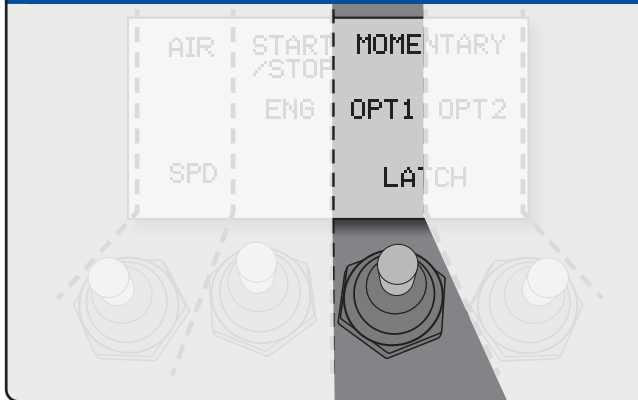 AIR START MOMENTARY
/STOP
ENG OPT1 OPT2
SPD LATCH